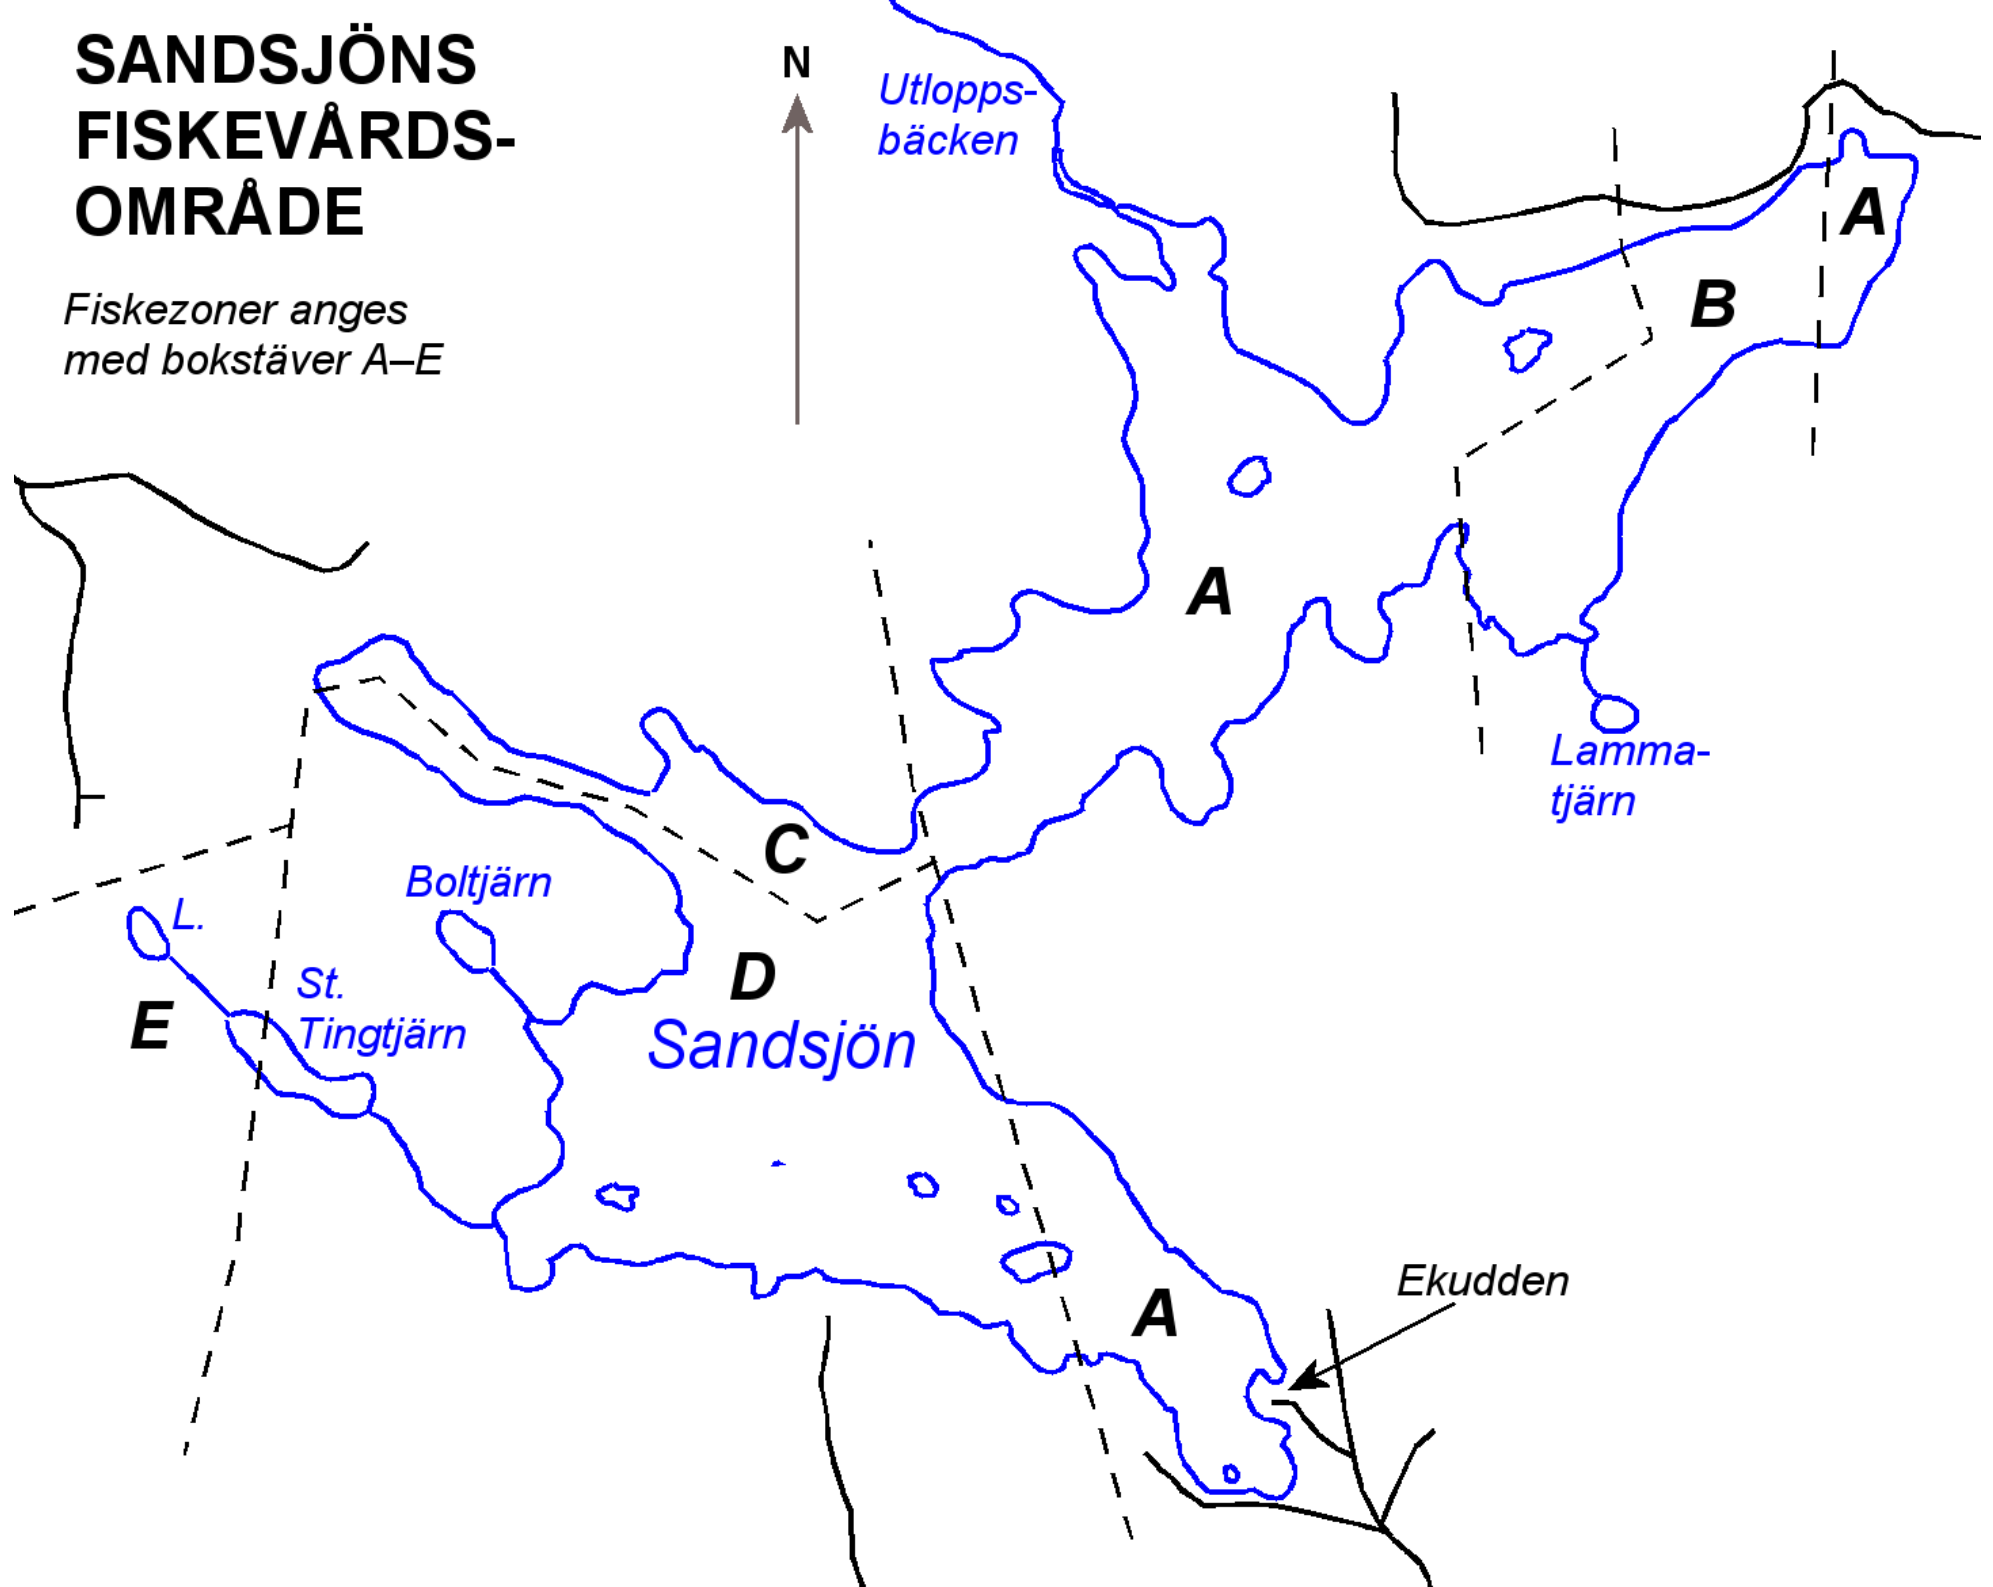 SANDSJÖNS
FISKEVÅRDS-
OMRÅDE
Fiskezoner anges
med bokstäver A–E
N
Utlopps-
bäcken
A
B
A
Lamma-
tjärn
C
Boltjärn
L.
D
St.
Tingtjärn
E
Sandsjön
Ekudden
A